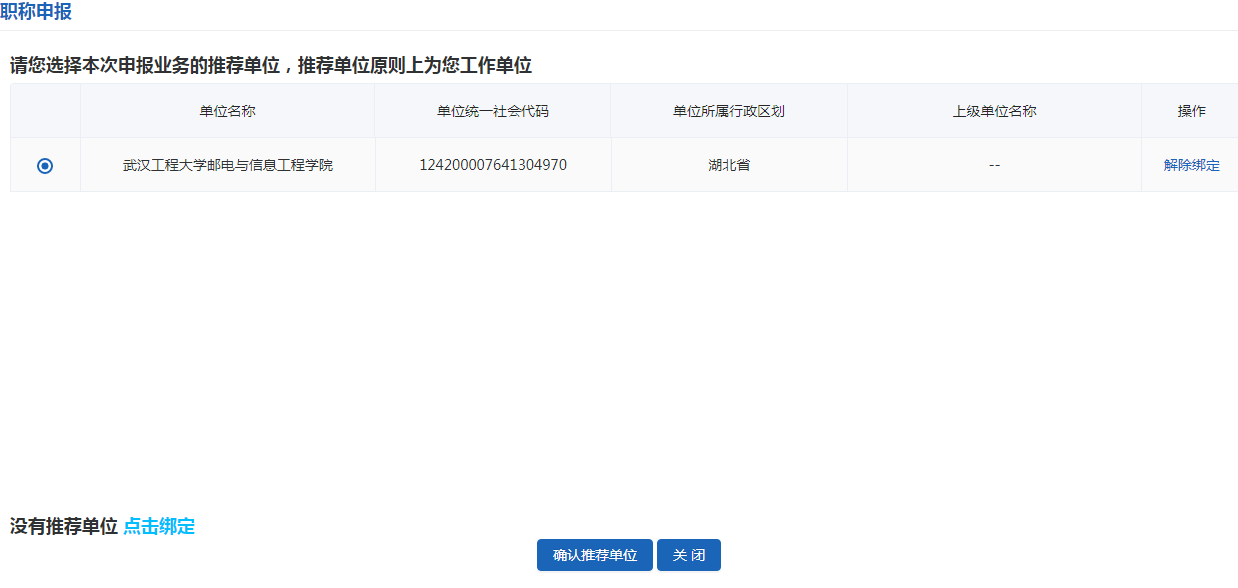 职称申报
请您选择本次申报业务的推荐单位，推荐单位原则上为您工作单位
单位名称 单位统一社会代码 单位所属行政区划 上级单位名称 操作
武汉工程大学邮电与信息工程学院 124200007641304970 湖北省 -- 解除绑定
没有推荐单位 点击绑定
确认推荐单位 关 闭